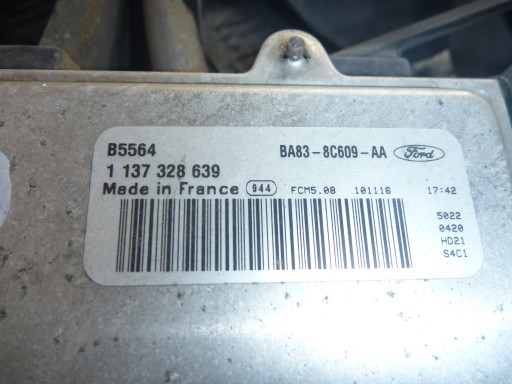 B5564 BA83-8C609-AA Ford
1 137 328 639
Made in France 944 FCM5.08 101116 17:42
5022
0420
HD21
S4C1